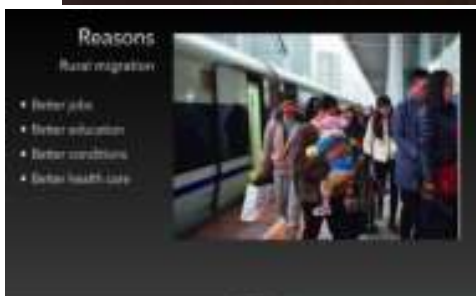 Reasons
Rural migration
• Better jobs
• Better education
• Better conditions
• Better health care